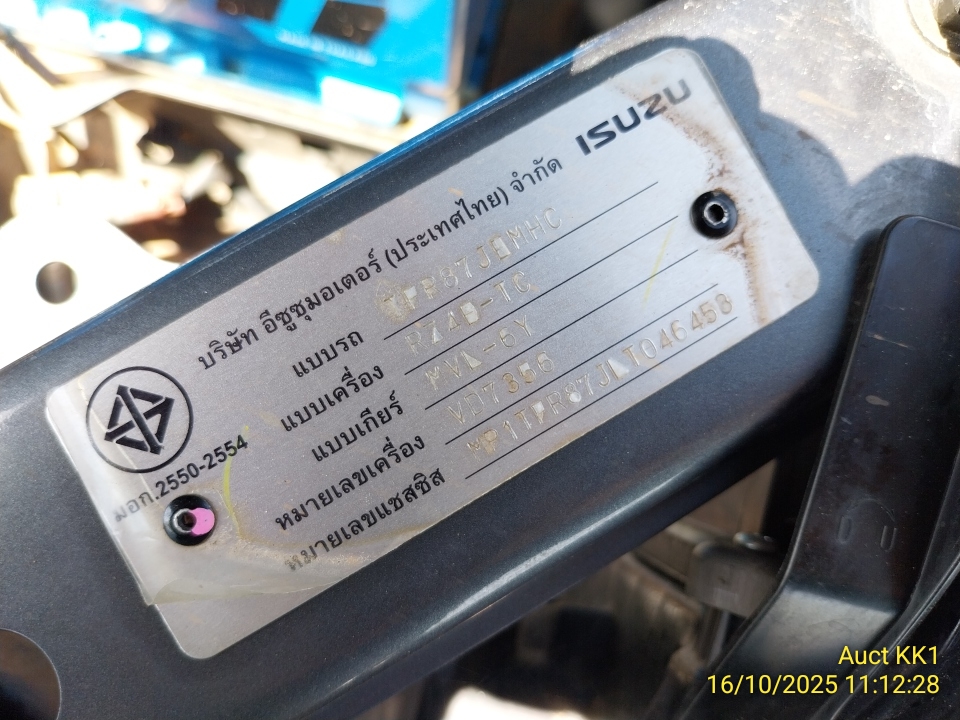 ISUZU
บริษัท อีซูซุมอเตอร์ (ประเทศไทย) จำกัด
แบบรถ TFR87JDMHC
แบบเครื่อง RZ4E-TC
แบบเกียร์ MVL-6Y
หมายเลขเครื่อง VD7356
หมายเลขแชสซิส MP1TFR87JLT046458
มอก.2550-2554
Auct KK1
16/10/2025 11:12:28